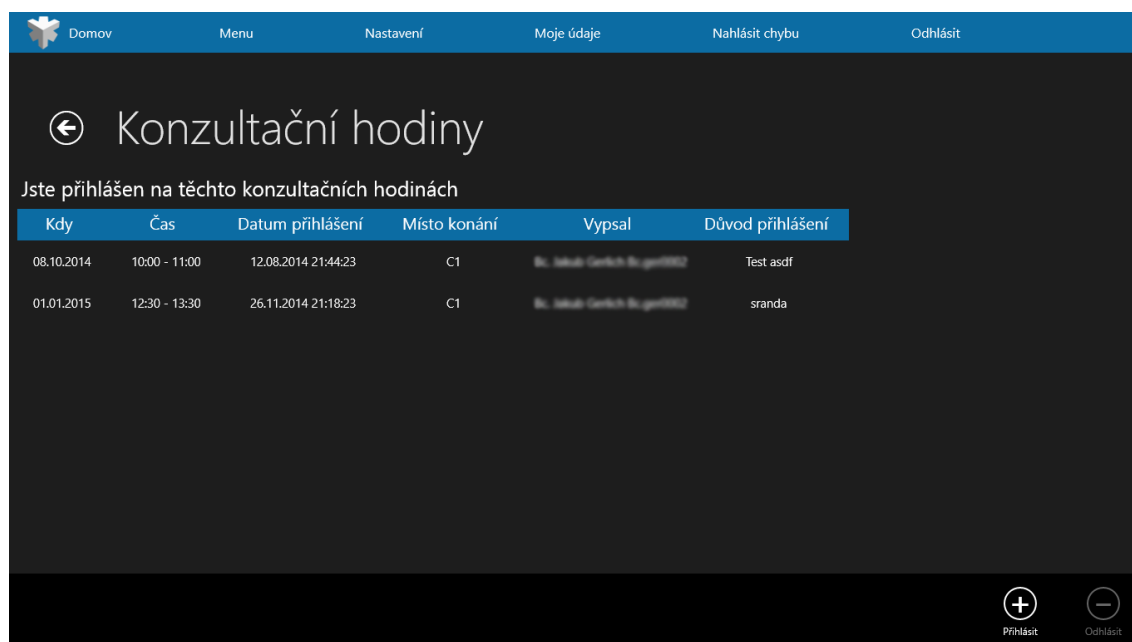 Domov Menu Nastavení Moje údaje Nahlásit chybu Odhlásit
Konzultační hodiny
Jste přihlášen na těchto konzultačních hodinách
Kdy Čas Datum přihlášení Místo konání Vypsal Důvod přihlášení
08.10.2014 10:00 - 11:00 12.08.2014 21:44:23 C1 Test asdf
01.01.2015 12:30 - 13:30 26.11.2014 21:18:23 C1 sranda
Přihlásit Odhlásit